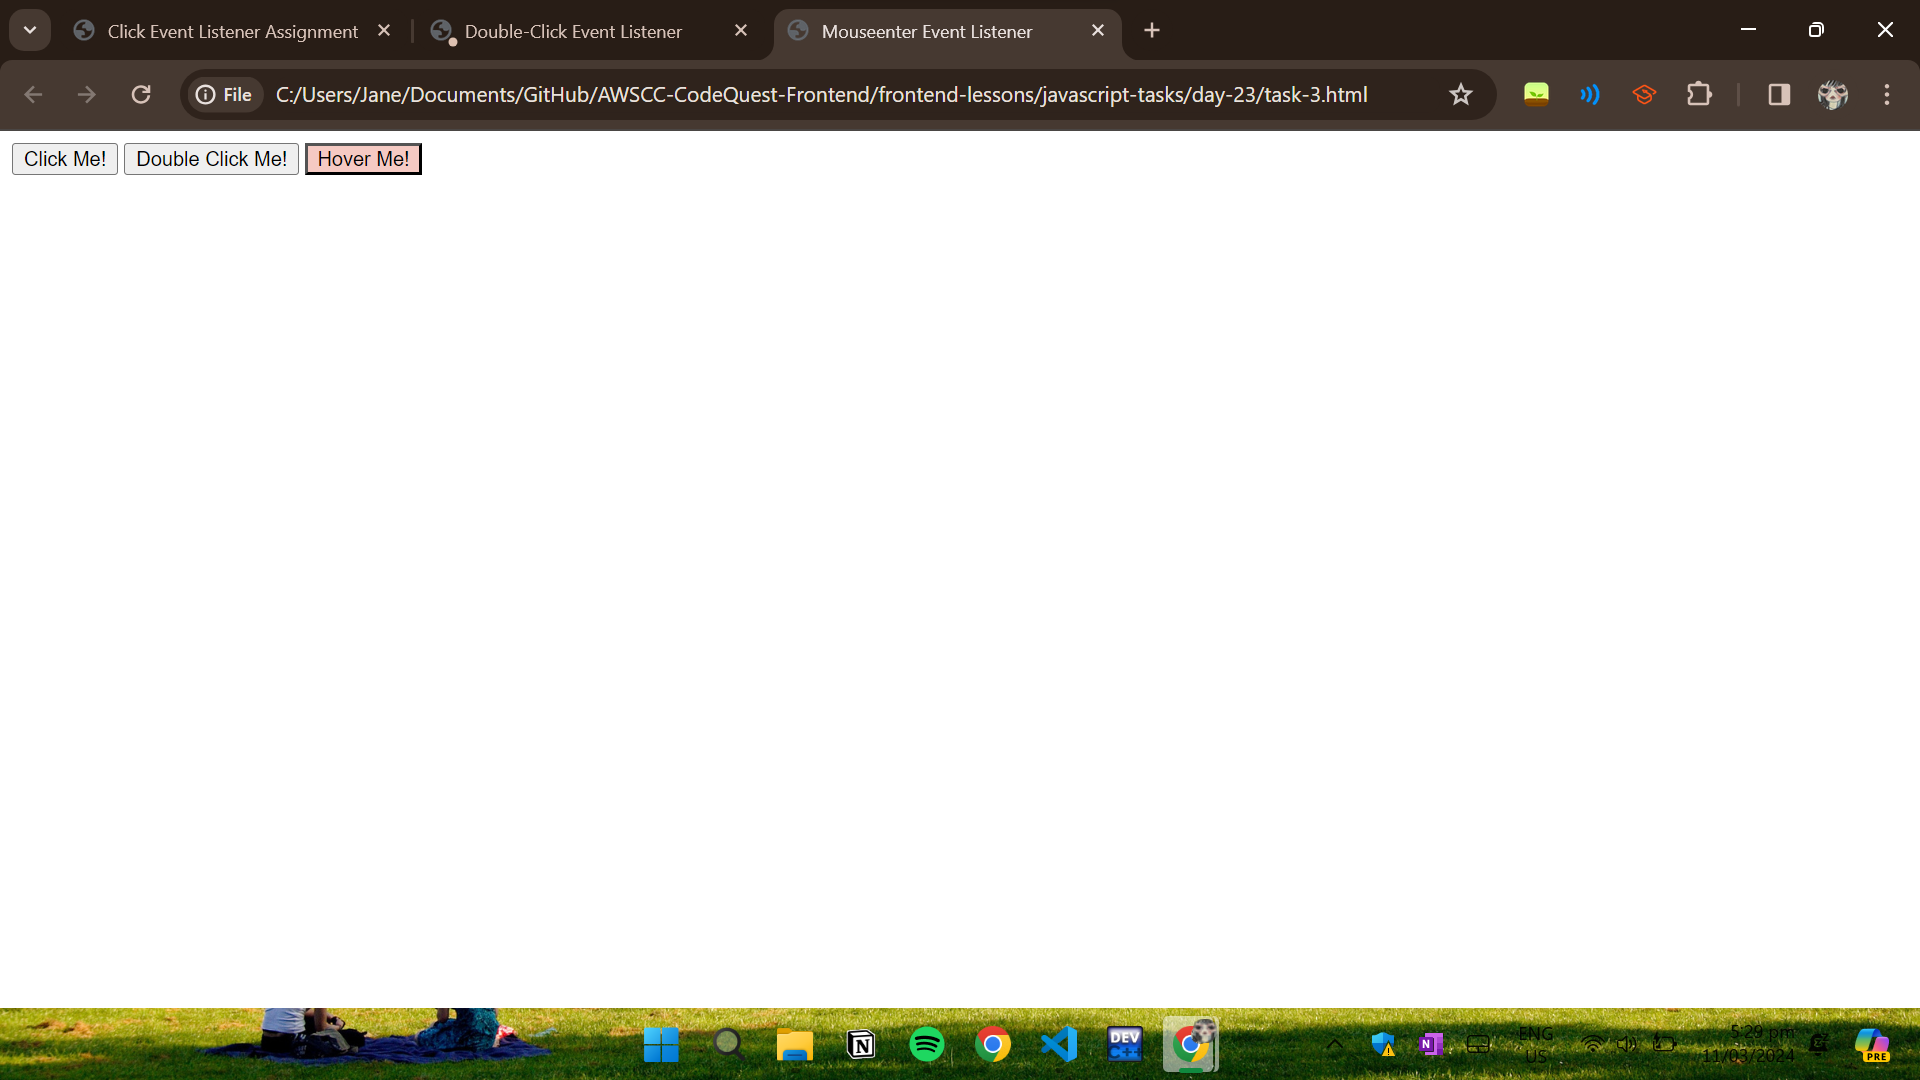 Click Event Listener Assignment
Double-Click Event Listener
Mouseenter Event Listener
File
C:/Users/Jane/Documents/GitHub/AWSCC-CodeQuest-Frontend/frontend-lessons/javascript-tasks/day-23/task-3.html
Click Me!
Double Click Me!
Hover Me!
N
DEV
C++
N
ENG
US
5:29 pm
11/03/2024
PRE